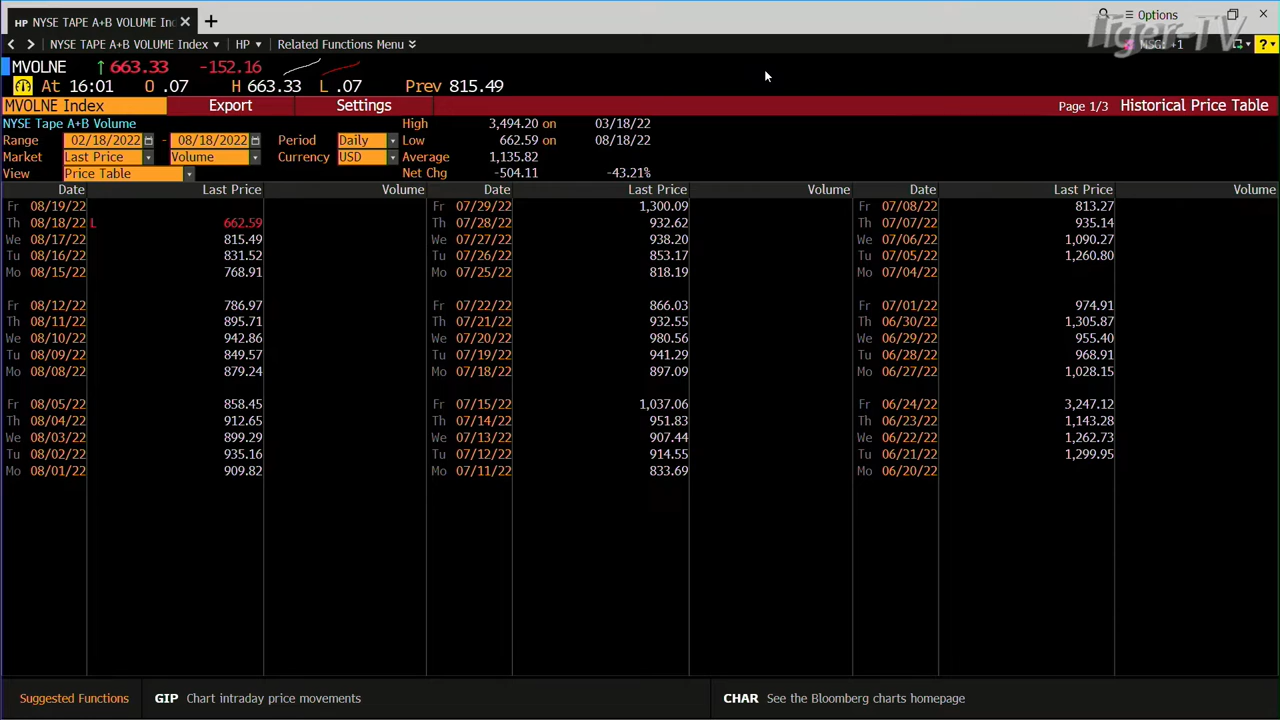 HP NYSE TAPE A+B VOLUME Ind × +
Options
NYSE TAPE A+B VOLUME Index HP Related Functions Menu
Tiger-TV
MSG: +1
?
MVOLNE ↑ 663.33 -152.16
At 16:01 O .07 H 663.33 L .07 Prev 815.49
MVOLNE Index Export Settings Page 1/3 Historical Price Table
NYSE Tape A+B Volume High 3,494.20 on 03/18/22
Range 02/18/2022 - 08/18/2022 Period Daily Low 662.59 on 08/18/22
Market Last Price Volume Currency USD Average 1,135.82
View Price Table Net Chg -504.11 -43.21%
Date Last Price Volume Date Last Price Volume Date Last Price Volume
Fr 08/19/22 Fr 07/29/22 1,300.09 Fr 07/08/22 813.27
Th 08/18/22 L 662.59 Th 07/28/22 932.62 Th 07/07/22 935.14
We 08/17/22 815.49 We 07/27/22 938.20 We 07/06/22 1,090.27
Tu 08/16/22 831.52 Tu 07/26/22 853.17 Tu 07/05/22 1,260.80
Mo 08/15/22 768.91 Mo 07/25/22 818.19 Mo 07/04/22
Fr 08/12/22 786.97 Fr 07/22/22 866.03 Fr 07/01/22 974.91
Th 08/11/22 895.71 Th 07/21/22 932.55 Th 06/30/22 1,305.87
We 08/10/22 942.86 We 07/20/22 980.56 We 06/29/22 955.40
Tu 08/09/22 849.57 Tu 07/19/22 941.29 Tu 06/28/22 968.91
Mo 08/08/22 879.24 Mo 07/18/22 897.09 Mo 06/27/22 1,028.15
Fr 08/05/22 858.45 Fr 07/15/22 1,037.06 Fr 06/24/22 3,247.12
Th 08/04/22 912.65 Th 07/14/22 951.83 Th 06/23/22 1,143.28
We 08/03/22 899.29 We 07/13/22 907.44 We 06/22/22 1,262.73
Tu 08/02/22 935.16 Tu 07/12/22 914.55 Tu 06/21/22 1,299.95
Mo 08/01/22 909.82 Mo 07/11/22 833.69 Mo 06/20/22
Suggested Functions GIP Chart intraday price movements CHAR See the Bloomberg charts homepage